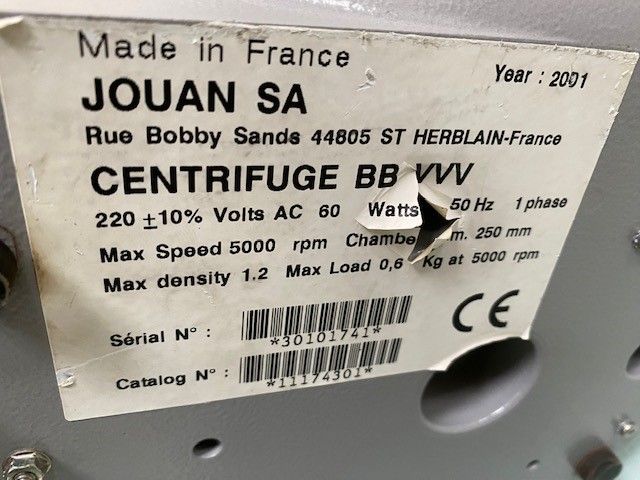 Made in France
Year : 2001
JOUAN SA
Rue Bobby Sands 44805 ST HERBLAIN-France
CENTRIFUGE BB VVV
220 ±10% Volts AC 60 Watts 50 Hz 1 phase
Max Speed 5000 rpm m. 250 mm
Max density 1.2 Max Load 0,6 Kg at 5000 rpm
Sérial N° : *30101741*
CE
Catalog N° : *11174301*